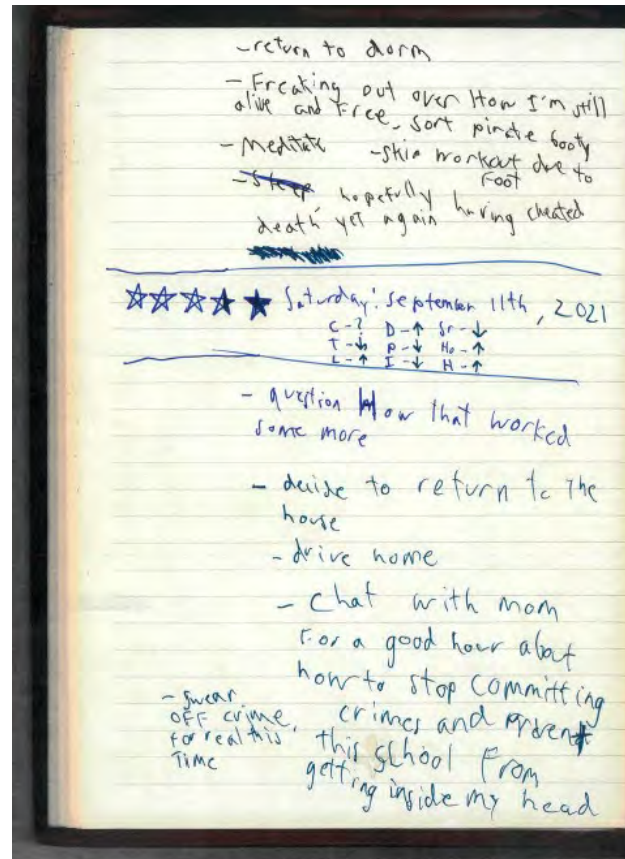 - return to dorm
- Freaking out over How I'm still
alive and Free, sort pirate booty
- Meditate - skip workout due to
Foot
- Sleep, hopefully having cheated
death yet again
☆☆☆★★ Saturday: September 11th, 2021
C - ? D - ↑ Sr - ↓
T - ↓ P - ↓ Ho - ↑
L - ↑ I - ↓ H - ↑
- question How that worked
some more
- decide to return to the
house
- drive home
- Chat with mom
For a good hour about
how to stop committing
crimes and prevent
this school From
getting inside my head
- swear
OFF crime,
for real this
Time